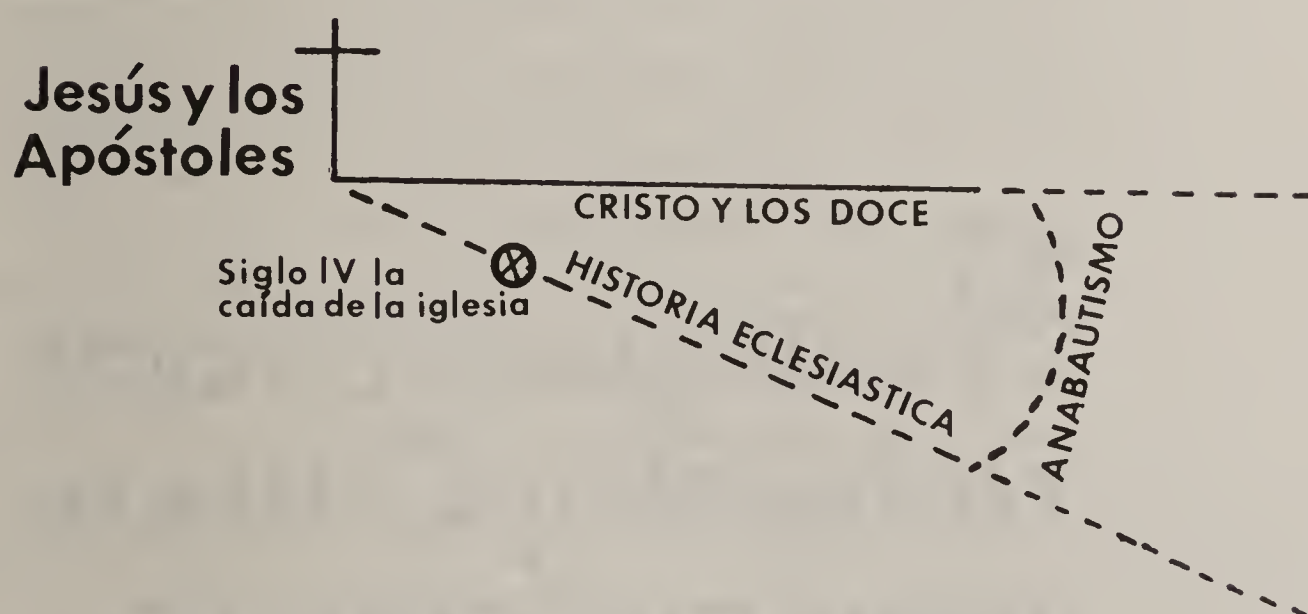 Jesús y los
Apóstoles
CRISTO Y LOS DOCE
Siglo IV la
caída de la iglesia
HISTORIA ECLESIASTICA
ANABAUTISMO